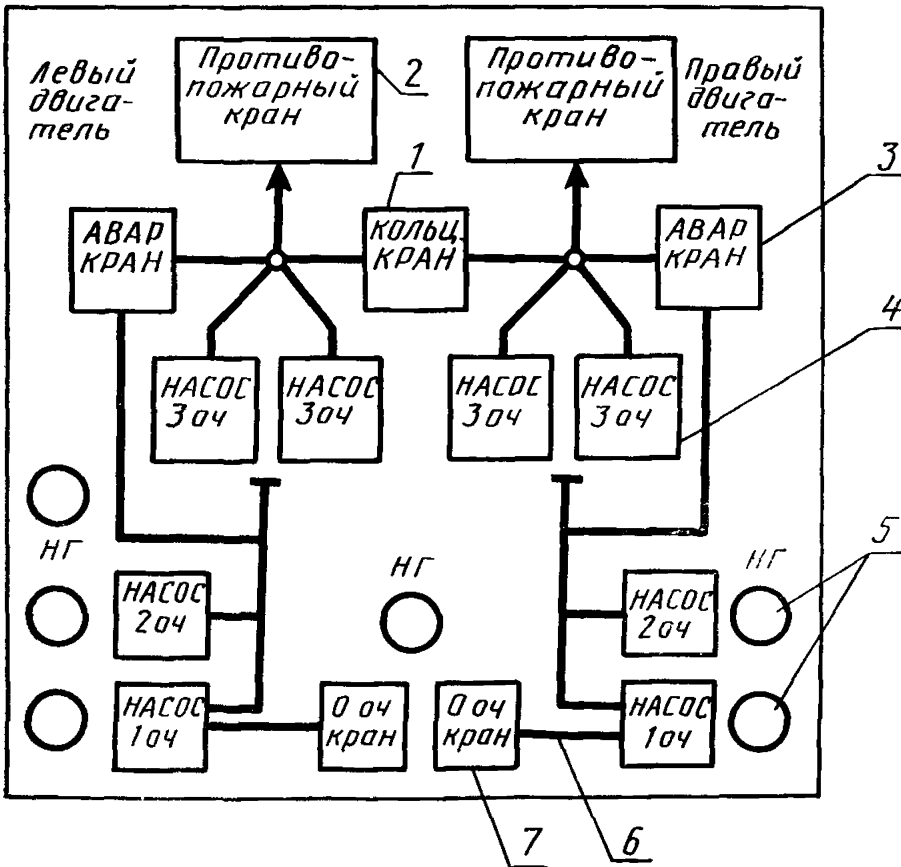 Левый
двига-
тель
Противо-
пожарный
кран
2
Противо-
пожарный
кран
Правый
двига-
тель
1
3
АВАР
КРАН
КОЛЬЦ.
КРАН
АВАР
КРАН
4
НАСОС
3 оч
НАСОС
3 оч
НАСОС
3 оч
НАСОС
3 оч
5
НГ
НГ
НГ
НАСОС
2 оч
НАСОС
2 оч
НАСОС
1 оч
0 оч
кран
0 оч
кран
НАСОС
1 оч
7
6